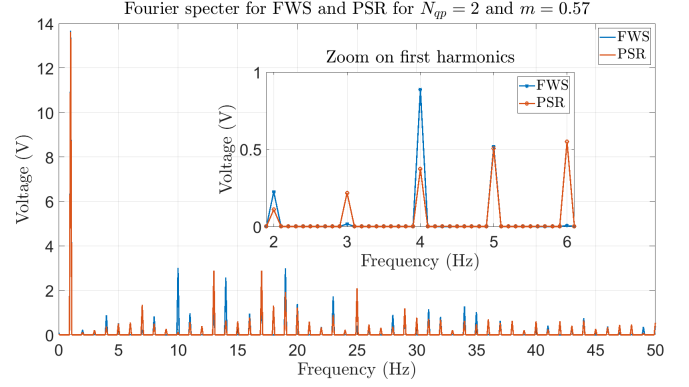 Fourier specter for FWS and PSR for N_{qp} = 2 and m = 0.57
14
12
10
8
6
4
2
0
Voltage (V)
FWS
PSR
Zoom on first harmonics
1
0.5
0
Voltage (V)
FWS
PSR
2 3 4 5 6
Frequency (Hz)
0 5 10 15 20 25 30 35 40 45 50
Frequency (Hz)